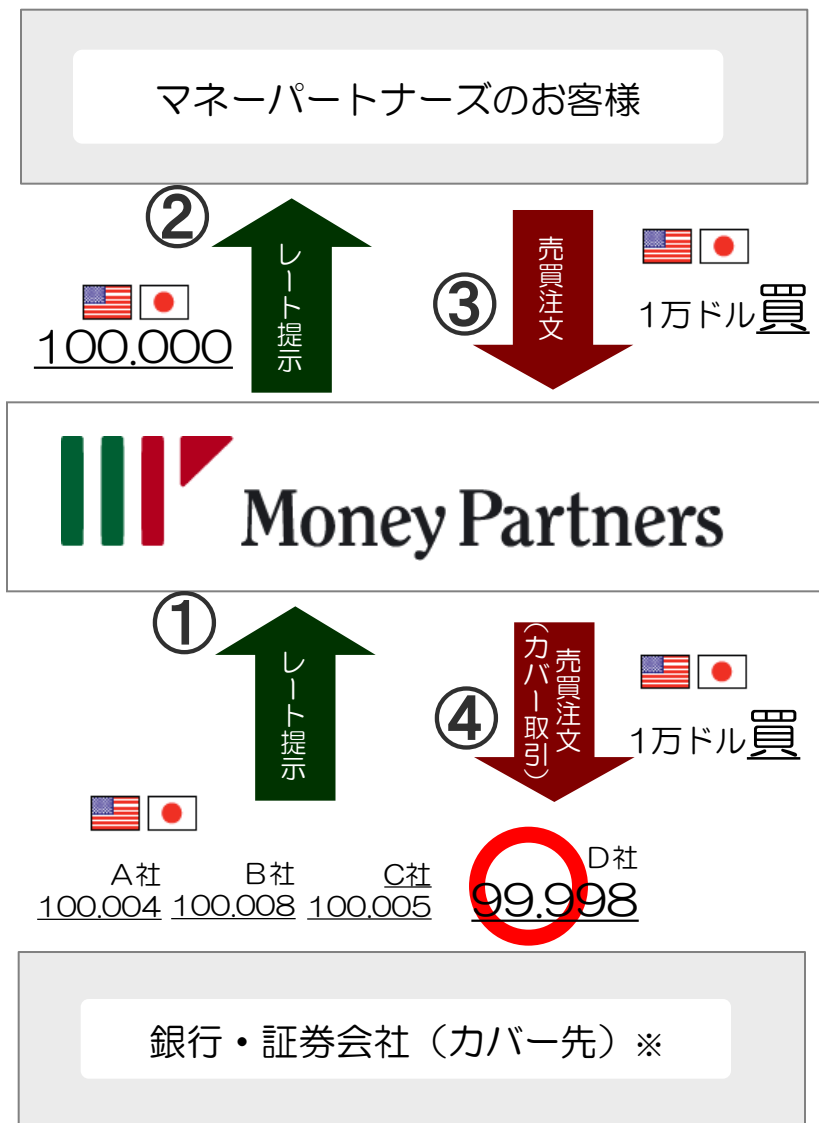 マネーパートナーズのお客様
②
レート提示
100.000
③
売買注文
1万ドル買
Money Partners
①
レート提示
④
売買注文
(カバー取引)
1万ドル買
A社 B社 C社 D社
100.004 100.008 100.005 99.998
銀行・証券会社(カバー先)※